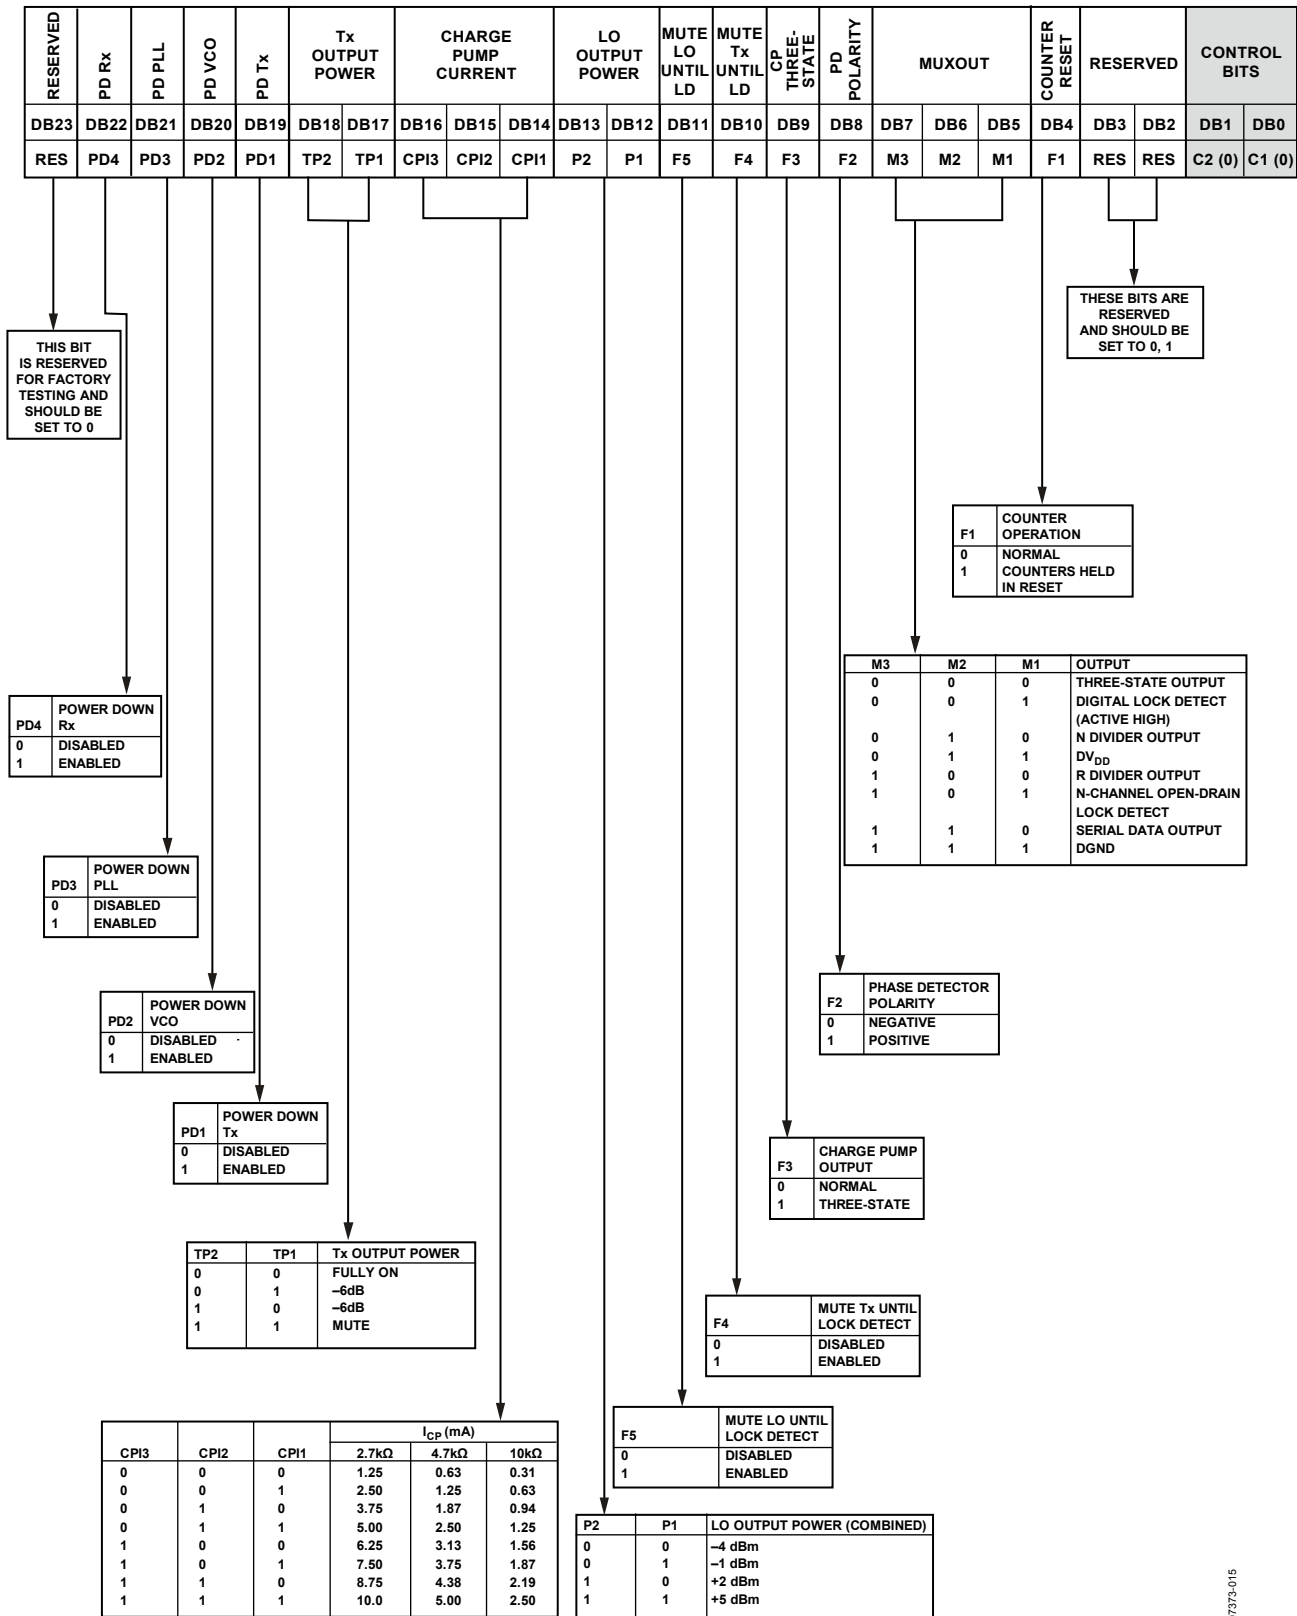 RESERVED
PD Rx
PD PLL
PD VCO
PD Tx
Tx
OUTPUT
POWER
CHARGE
PUMP
CURRENT
LO
OUTPUT
POWER
MUTE
LO
UNTIL
LD
MUTE
Tx
UNTIL
LD
CP
THREE-
STATE
PD
POLARITY
MUXOUT
COUNTER
RESET
RESERVED
CONTROL
BITS
DB23 DB22 DB21 DB20 DB19 DB18 DB17 DB16 DB15 DB14 DB13 DB12 DB11 DB10 DB9 DB8 DB7 DB6 DB5 DB4 DB3 DB2 DB1 DB0
RES PD4 PD3 PD2 PD1 TP2 TP1 CPI3 CPI2 CPI1 P2 P1 F5 F4 F3 F2 M3 M2 M1 F1 RES RES C2 (0) C1 (0)
THESE BITS ARE
RESERVED
AND SHOULD BE
SET TO 0, 1
THIS BIT
IS RESERVED
FOR FACTORY
TESTING AND
SHOULD BE
SET TO 0
COUNTER
F1 OPERATION
0 NORMAL
1 COUNTERS HELD
IN RESET
M3 M2 M1 OUTPUT
0 0 0 THREE-STATE OUTPUT
0 0 1 DIGITAL LOCK DETECT
(ACTIVE HIGH)
0 1 0 N DIVIDER OUTPUT
0 1 1 DVDD
1 0 0 R DIVIDER OUTPUT
1 0 1 N-CHANNEL OPEN-DRAIN
LOCK DETECT
1 1 0 SERIAL DATA OUTPUT
1 1 1 DGND
POWER DOWN
PD4 Rx
0 DISABLED
1 ENABLED
POWER DOWN
PD3 PLL
0 DISABLED
1 ENABLED
PHASE DETECTOR
F2 POLARITY
0 NEGATIVE
1 POSITIVE
POWER DOWN
PD2 VCO
0 DISABLED
1 ENABLED
POWER DOWN
PD1 Tx
0 DISABLED
1 ENABLED
CHARGE PUMP
F3 OUTPUT
0 NORMAL
1 THREE-STATE
TP2 TP1 Tx OUTPUT POWER
0 0 FULLY ON
0 1 –6dB
1 0 –6dB
1 1 MUTE
MUTE Tx UNTIL
F4 LOCK DETECT
0 DISABLED
1 ENABLED
MUTE LO UNTIL
F5 LOCK DETECT
0 DISABLED
1 ENABLED
ICP (mA)
CPI3 CPI2 CPI1 2.7kΩ 4.7kΩ 10kΩ
0 0 0 1.25 0.63 0.31
0 0 1 2.50 1.25 0.63
0 1 0 3.75 1.87 0.94
0 1 1 5.00 2.50 1.25
1 0 0 6.25 3.13 1.56
1 0 1 7.50 3.75 1.87
1 1 0 8.75 4.38 2.19
1 1 1 10.0 5.00 2.50
P2 P1 LO OUTPUT POWER (COMBINED)
0 0 –4 dBm
0 1 –1 dBm
1 0 +2 dBm
1 1 +5 dBm